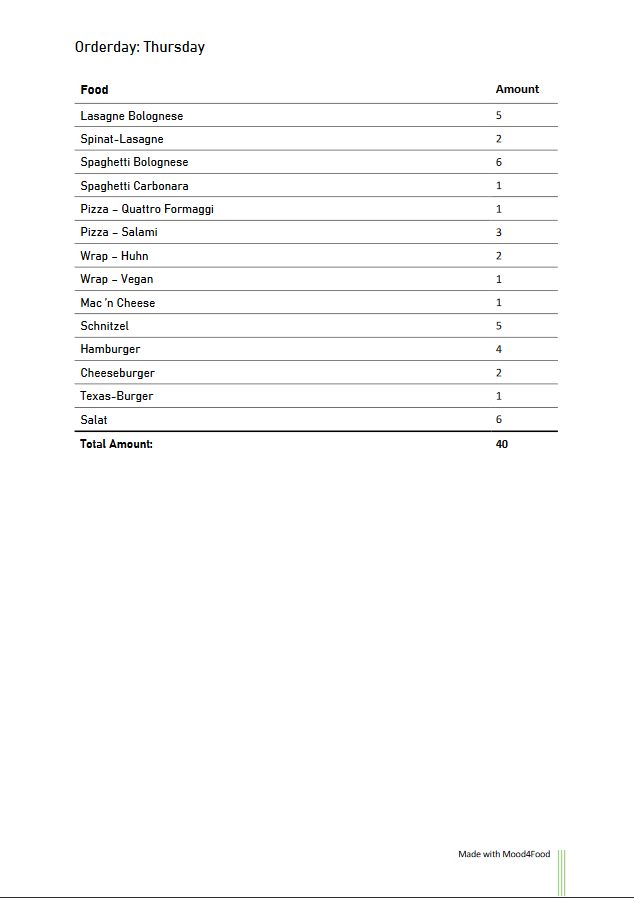 Orderday: Thursday
Food Amount
Lasagne Bolognese 5
Spinat-Lasagne 2
Spaghetti Bolognese 6
Spaghetti Carbonara 1
Pizza – Quattro Formaggi 1
Pizza – Salami 3
Wrap – Huhn 2
Wrap – Vegan 1
Mac 'n Cheese 1
Schnitzel 5
Hamburger 4
Cheeseburger 2
Texas-Burger 1
Salat 6
Total Amount: 40
Made with Mood4Food